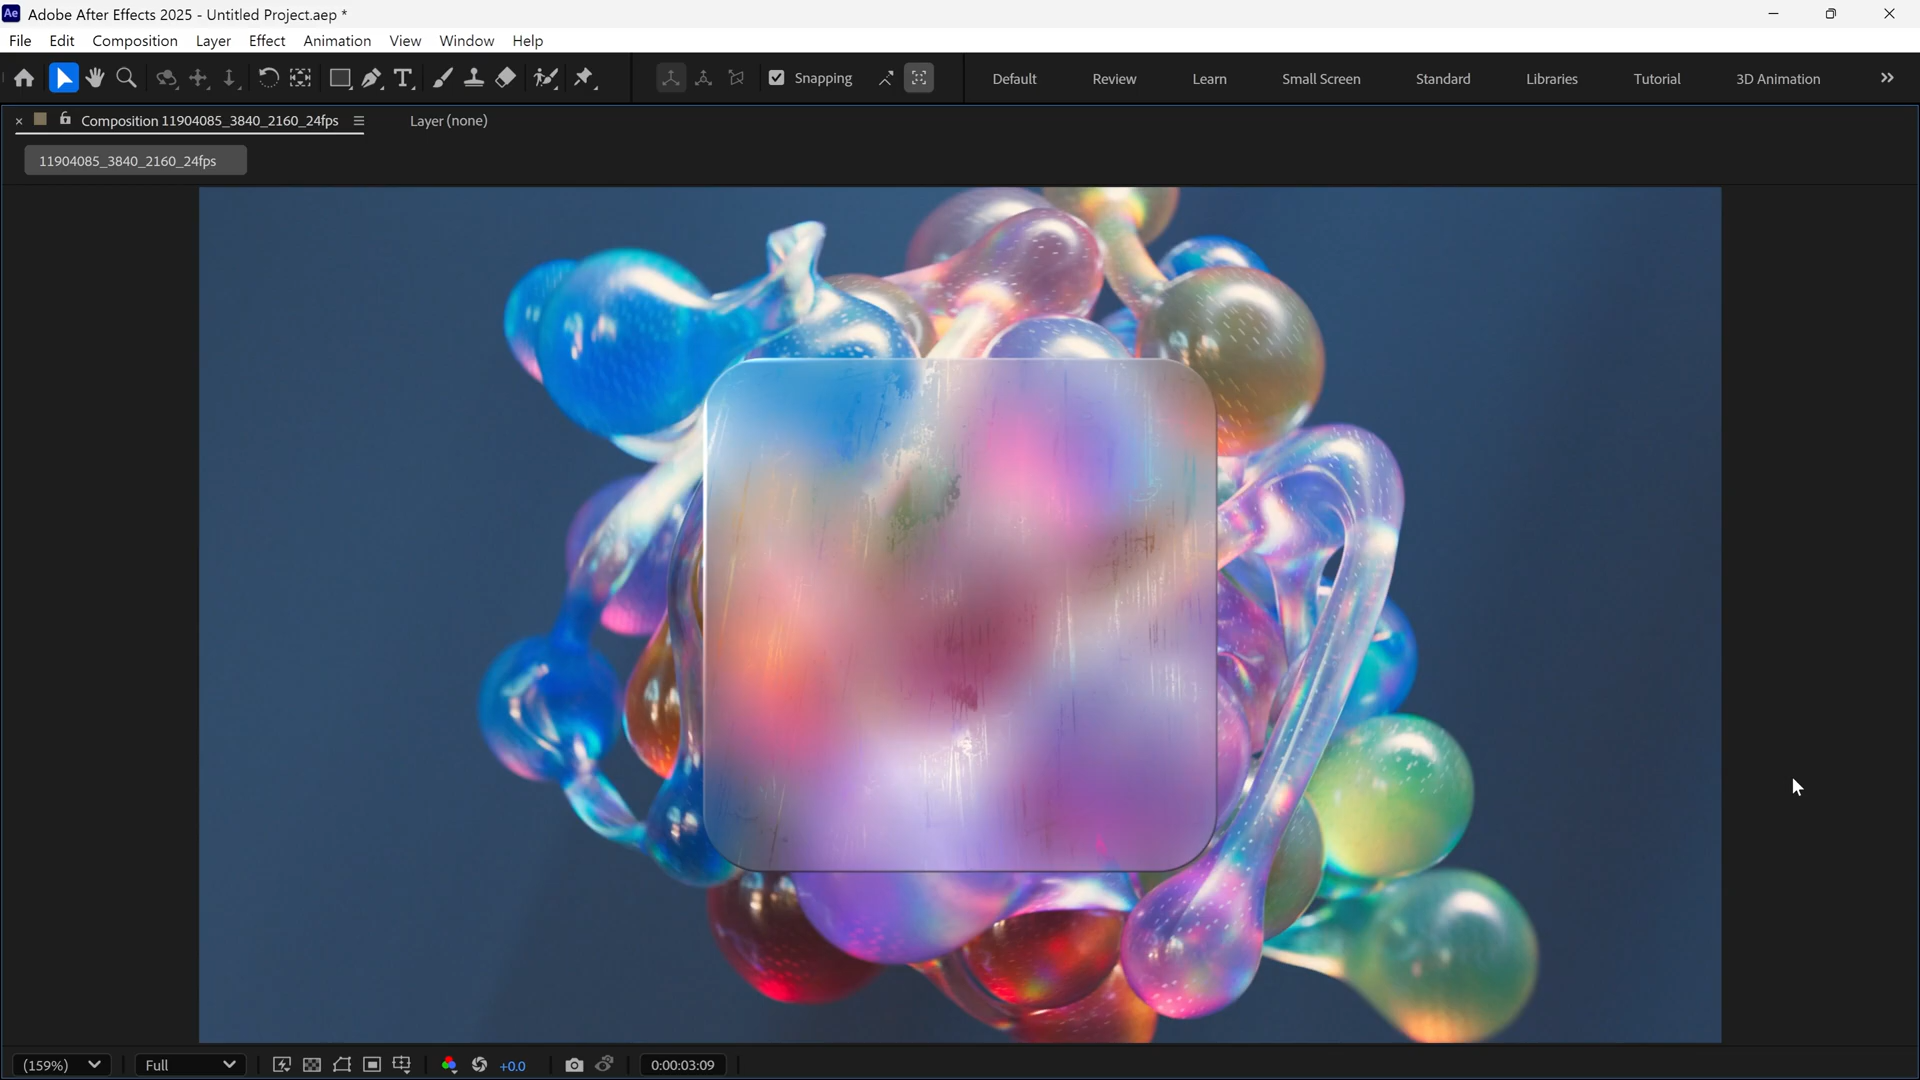 Ae Adobe After Effects 2025 - Untitled Project.aep *
File Edit Composition Layer Effect Animation View Window Help
Snapping Default Review Learn Small Screen Standard Libraries Tutorial 3D Animation
Composition 11904085_3840_2160_24fps Layer (none)
11904085_3840_2160_24fps
(159%) Full +0.0 0:00:03:09